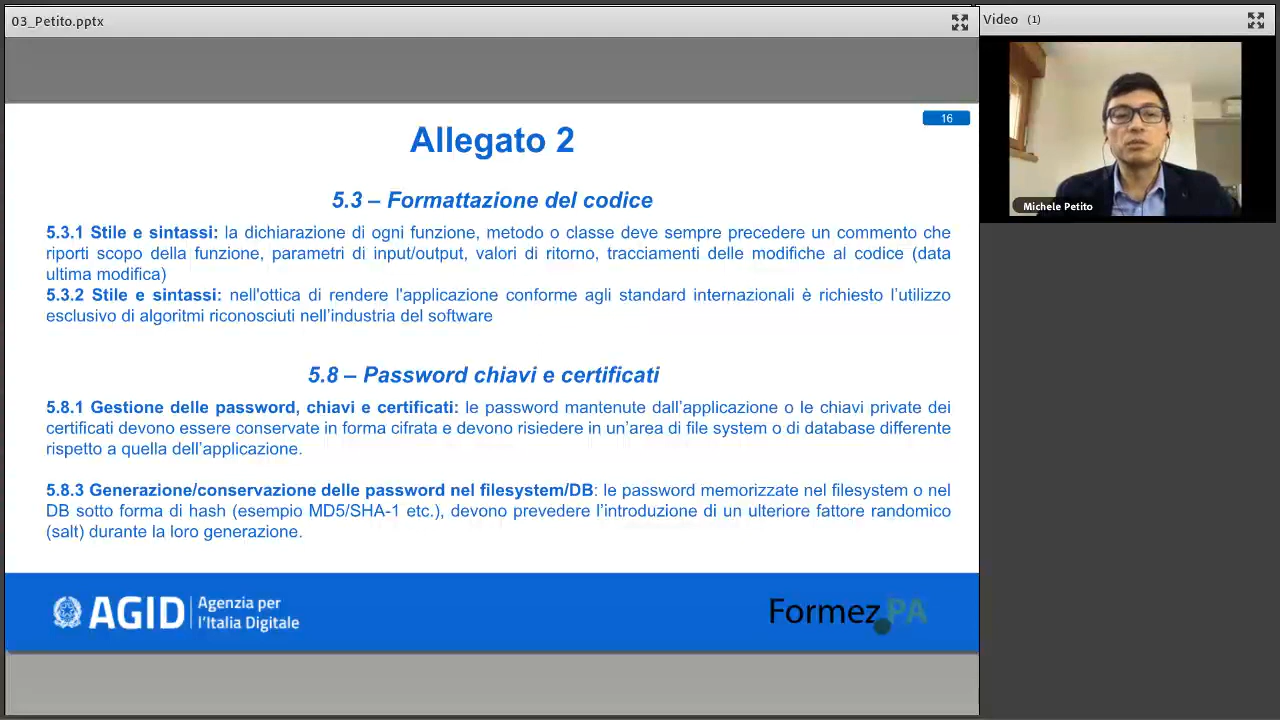 03_Petito.pptx
Video (1)
Michele Petito
16
Allegato 2
5.3 – Formattazione del codice
5.3.1 Stile e sintassi: la dichiarazione di ogni funzione, metodo o classe deve sempre precedere un commento che
riporti scopo della funzione, parametri di input/output, valori di ritorno, tracciamenti delle modifiche al codice (data
ultima modifica)
5.3.2 Stile e sintassi: nell'ottica di rendere l'applicazione conforme agli standard internazionali è richiesto l’utilizzo
esclusivo di algoritmi riconosciuti nell’industria del software
5.8 – Password chiavi e certificati
5.8.1 Gestione delle password, chiavi e certificati: le password mantenute dall’applicazione o le chiavi private dei
certificati devono essere conservate in forma cifrata e devono risiedere in un’area di file system o di database differente
rispetto a quella dell’applicazione.
5.8.3 Generazione/conservazione delle password nel filesystem/DB: le password memorizzate nel filesystem o nel
DB sotto forma di hash (esempio MD5/SHA-1 etc.), devono prevedere l’introduzione di un ulteriore fattore randomico
(salt) durante la loro generazione.
AGID Agenzia per
l’Italia Digitale
Formez PA